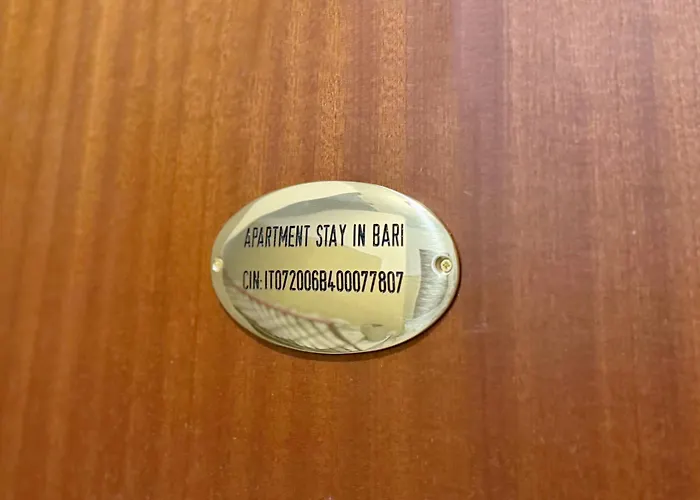 APARTMENT STAY IN BARI
CIN: IT072006B400077807